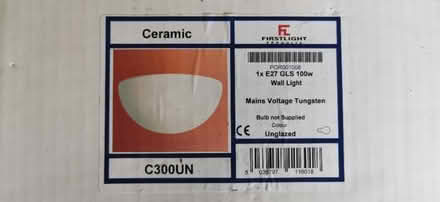 Ceramic
C300UN
FIRSTLIGHT
PRODUCTS
POR001008
1x E27 GLS 100w
Wall Light
Mains Voltage Tungsten
Bulb not Supplied
Colour
CE
Unglazed